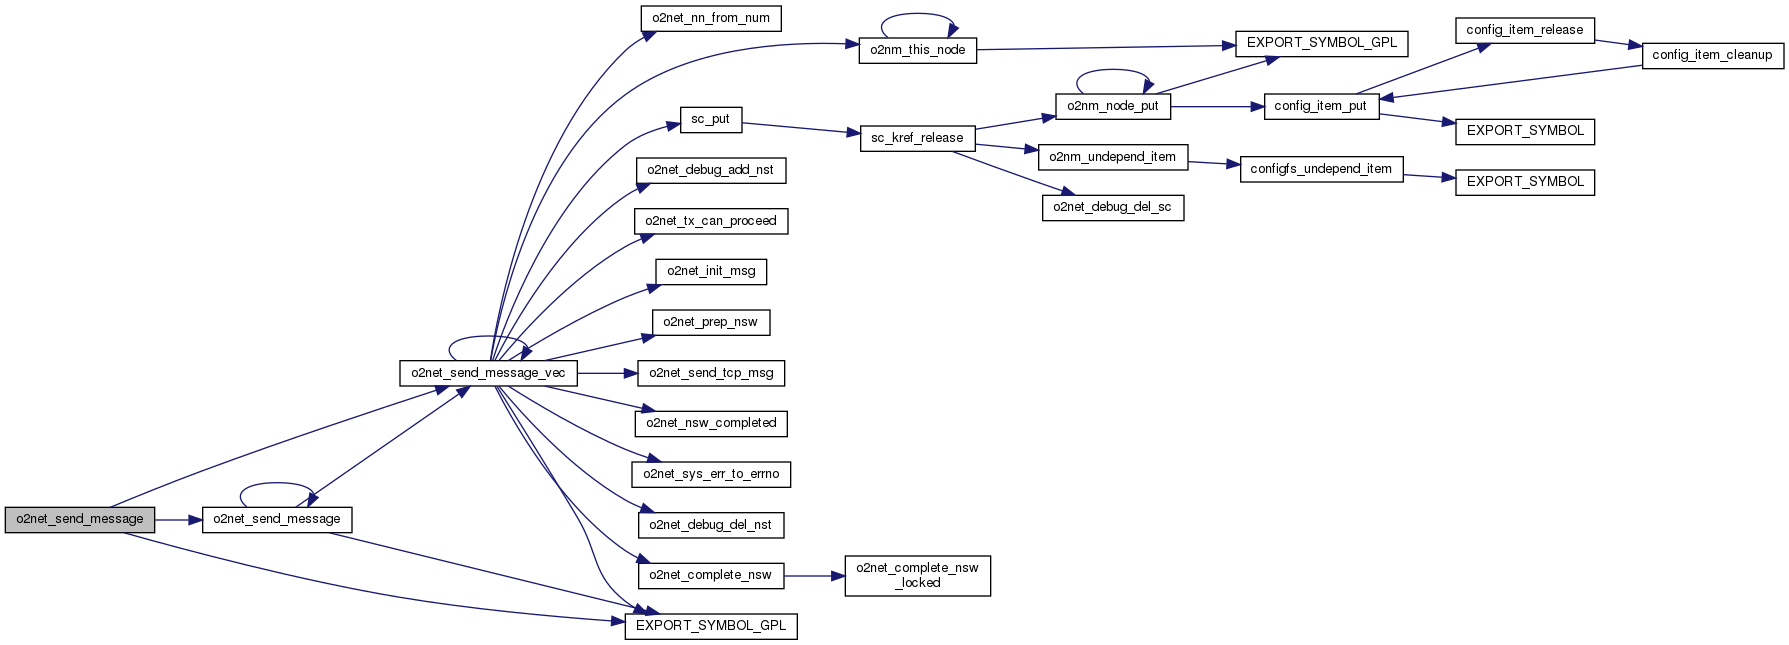 o2net_nn_from_num
config_item_release
EXPORT_SYMBOL_GPL
o2nm_this_node
config_item_cleanup
o2nm_node_put
config_item_put
sc_put
sc_kref_release
EXPORT_SYMBOL
o2nm_undepend_item
o2net_debug_add_nst
configfs_undepend_item
EXPORT_SYMBOL
o2net_debug_del_sc
o2net_tx_can_proceed
o2net_init_msg
o2net_prep_nsw
o2net_send_message_vec
o2net_send_tcp_msg
o2net_nsw_completed
o2net_sys_err_to_errno
o2net_send_message
o2net_send_message
o2net_debug_del_nst
o2net_complete_nsw
o2net_complete_nsw
_locked
EXPORT_SYMBOL_GPL